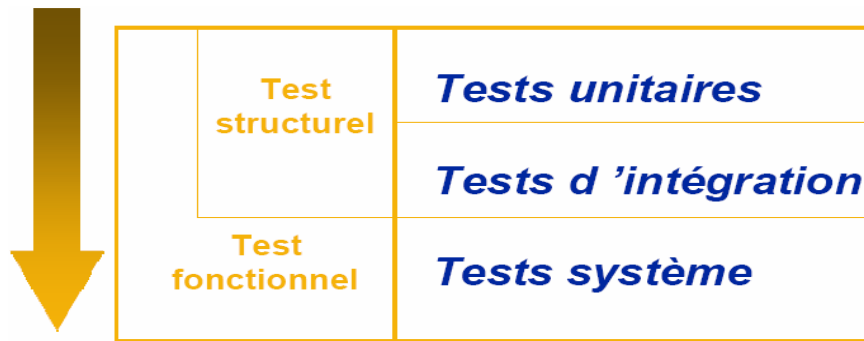 Test
structurel
Tests unitaires
Tests d ’intégration
Test
fonctionnel
Tests système